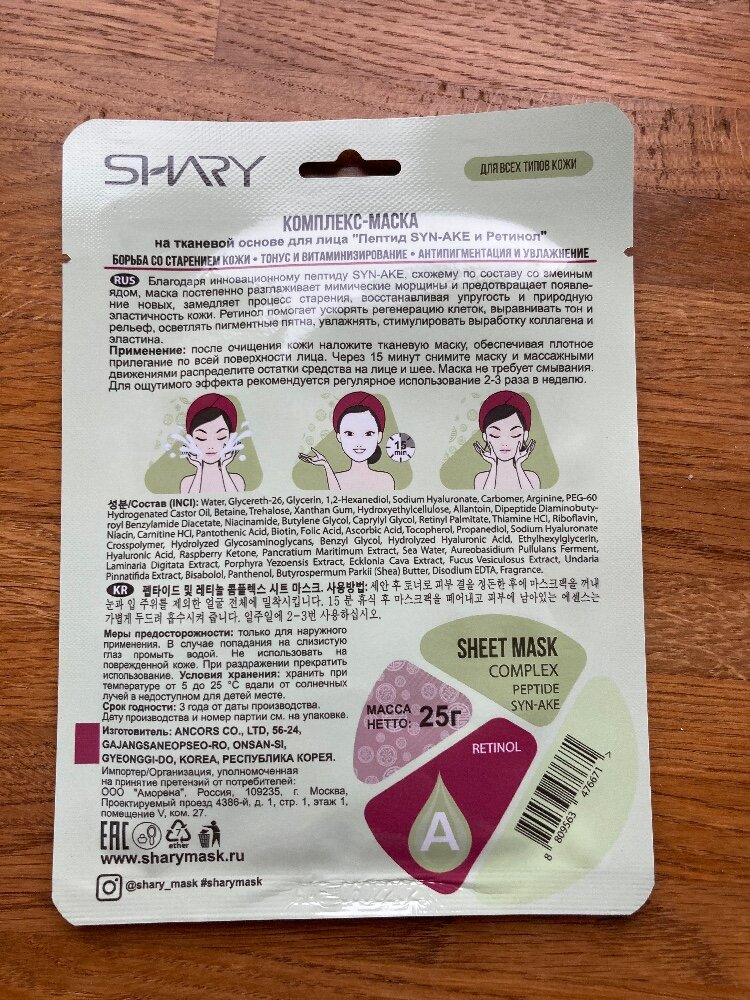 SHARY
ДЛЯ ВСЕХ ТИПОВ КОЖИ
КОМПЛЕКС-МАСКА
на тканевой основе для лица "Пептид SYN-AKE и Ретинол"
БОРЬБА СО СТАРЕНИЕМ КОЖИ • ТОНУС И ВИТАМИНИЗИРОВАНИЕ • АНТИПИГМЕНТАЦИЯ И УВЛАЖНЕНИЕ
RUS Благодаря инновационному пептиду SYN-AKE, схожему по составу со змеиным
ядом, маска постепенно разглаживает мимические морщины и предотвращает появле-
ние новых, замедляет процесс старения, восстанавливая упругость и природную
эластичность кожи. Ретинол помогает ускорять регенерацию клеток, выравнивать тон и
рельеф, осветлять пигментные пятна, увлажнять, стимулировать выработку коллагена и
эластина.
Применение: после очищения кожи наложите тканевую маску, обеспечивая плотное
прилегание по всей поверхности лица. Через 15 минут снимите маску и массажными
движениями распределите остатки средства на лице и шее. Маска не требует смывания.
Для ощутимого эффекта рекомендуется регулярное использование 2-3 раза в неделю.
15 min
성분/Состав (INCI): Water, Glycereth-26, Glycerin, 1,2-Hexanediol, Sodium Hyaluronate, Carbomer, Arginine, PEG-60
Hydrogenated Castor Oil, Betaine, Trehalose, Xanthan Gum, Hydroxyethylcellulose, Allantoin, Dipeptide Diaminobuty-
royl Benzylamide Diacetate, Niacinamide, Butylene Glycol, Caprylyl Glycol, Retinyl Palmitate, Thiamine HCl, Riboflavin,
Niacin, Carnitine HCl, Pantothenic Acid, Biotin, Folic Acid, Ascorbic Acid, Tocopherol, Propanediol, Sodium Hyaluronate
Crosspolymer, Hydrolyzed Glycosaminoglycans, Benzyl Glycol, Hydrolyzed Hyaluronic Acid, Ethylhexylglycerin,
Hyaluronic Acid, Raspberry Ketone, Pancratium Maritimum Extract, Sea Water, Aureobasidium Pullulans Ferment,
Laminaria Digitata Extract, Porphyra Yezoensis Extract, Ecklonia Cava Extract, Fucus Vesiculosus Extract, Undaria
Pinnatifida Extract, Bisabolol, Panthenol, Butyrospermum Parkii (Shea) Butter, Disodium EDTA, Fragrance.
KR 펩타이드 및 레티놀 콤플렉스 시트 마스크. 사용방법: 세안 후 토너로 피부 결을 정돈한 후에 마스크팩을 꺼내
눈과 입 주위를 제외한 얼굴 전체에 밀착시킵니다. 15 분 휴식 후 마스크팩을 떼어내고 피부에 남아있는 에센스는
가볍게 두드려 흡수시켜 줍니다. 일주일에 2-3번 사용하십시오.
Меры предосторожности: только для наружного
применения. В случае попадания на слизистую
глаз промыть водой. Не использовать на
поврежденной коже. При раздражении прекратить
использование. Условия хранения: хранить при
температуре от 5 до 25 °C вдали от солнечных
лучей в недоступном для детей месте.
Срок годности: 3 года от даты производства.
Дату производства и номер партии см. на упаковке.
Изготовитель: ANCORS CO., LTD, 56-24,
GAJANGSANEOPSEO-RO, ONSAN-SI,
GYEONGGI-DO, KOREA, РЕСПУБЛИКА КОРЕЯ.
Импортер/Организация, уполномоченная
на принятие претензий от потребителей:
ООО "Аморена", Россия, 109235, г. Москва,
Проектируемый проезд 4386-й, д. 1, стр. 1, этаж 1,
помещение V, ком. 27.
SHEET MASK
COMPLEX
PEPTIDE
SYN-AKE
МАССА
НЕТТО: 25г
RETINOL
A
8 809563 476671 >
EAC
7
other
www.sharymask.ru
@shary_mask #sharymask